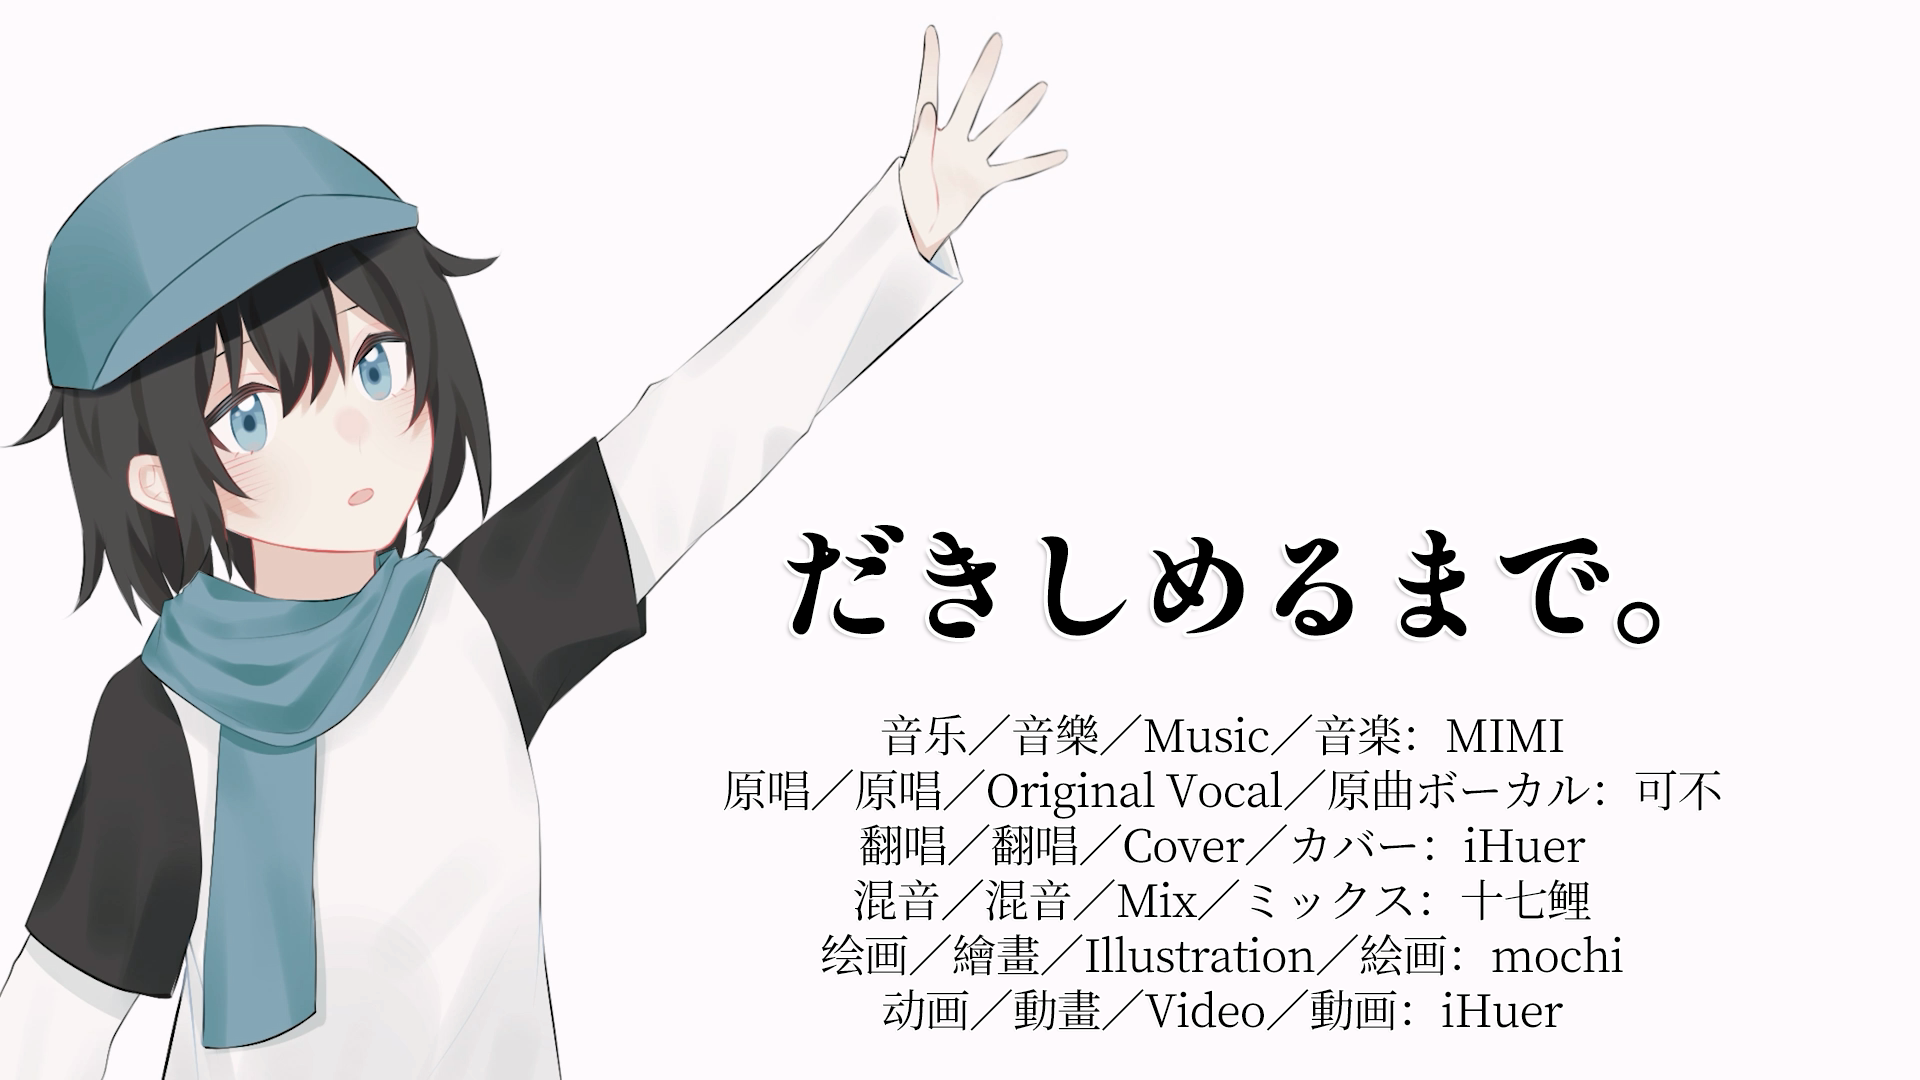 だきしめるまで。
音乐／音樂／Music／音楽：MIMI
原唱／原唱／Original Vocal／原曲ボーカル：可不
翻唱／翻唱／Cover／カバー：iHuer
混音／混音／Mix／ミックス：十七鲤
绘画／繪畫／Illustration／絵画：mochi
动画／動畫／Video／動画：iHuer